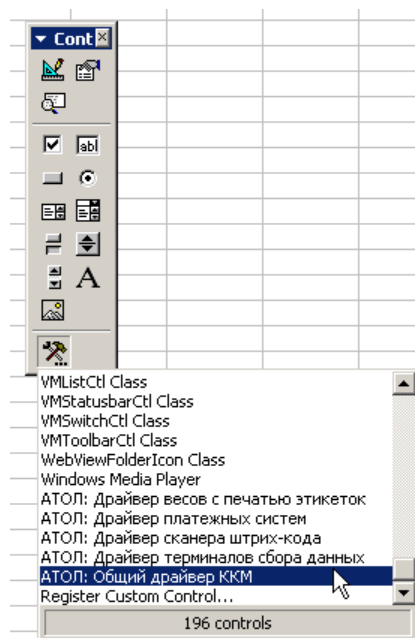 Cont
abl
A
VMListCtl Class
VMStatusbarCtl Class
VMSwitchCtl Class
VMToolbarCtl Class
WebViewFolderIcon Class
Windows Media Player
АТОЛ: Драйвер весов с печатью этикеток
АТОЛ: Драйвер платежных систем
АТОЛ: Драйвер сканера штрих-кода
АТОЛ: Драйвер терминалов сбора данных
АТОЛ: Общий драйвер ККМ
Register Custom Control...
196 controls